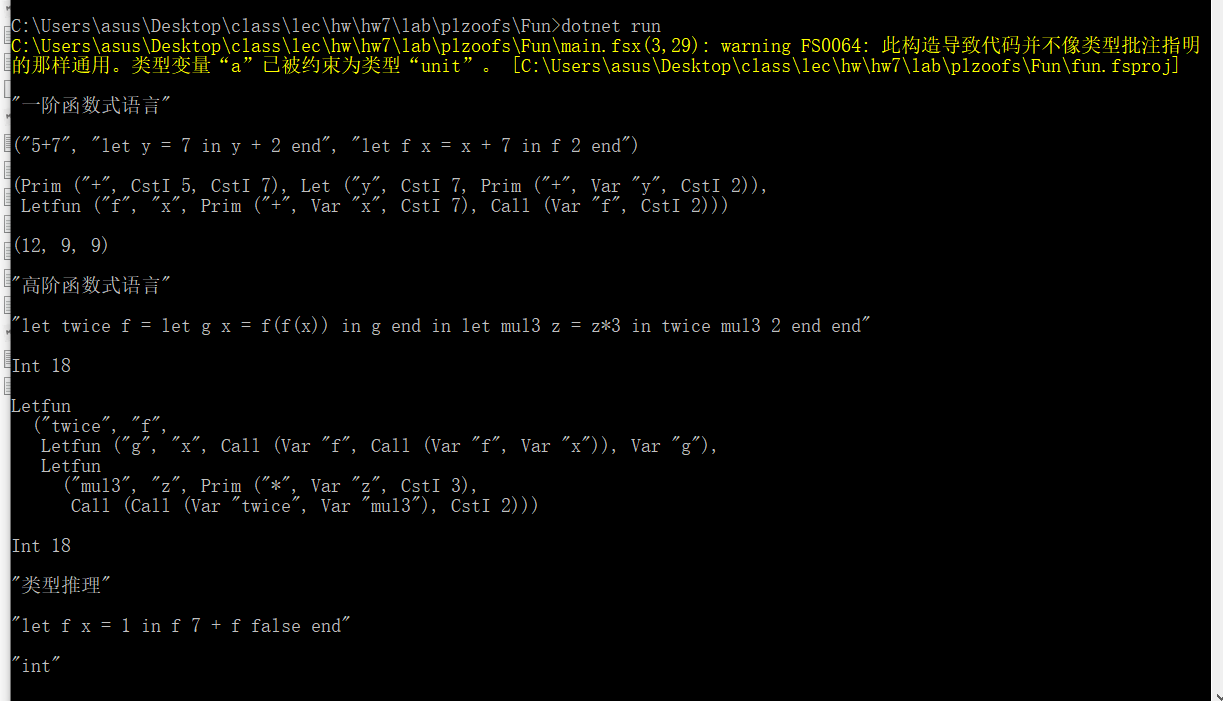 C:\Users\asus\Desktop\class\lec\hw\hw7\lab\plzoofs\Fun>dotnet run
C:\Users\asus\Desktop\class\lec\hw\hw7\lab\plzoofs\Fun\main.fsx(3,29): warning FS0064: 此构造导致代码并不像类型批注指明
的那样通用。类型变量“a”已被约束为类型“unit”。 [C:\Users\asus\Desktop\class\lec\hw\hw7\lab\plzoofs\Fun\fun.fsproj]
"一阶函数式语言"
("5+7", "let y = 7 in y + 2 end", "let f x = x + 7 in f 2 end")
(Prim ("+", CstI 5, CstI 7), Let ("y", CstI 7, Prim ("+", Var "y", CstI 2)),
 Letfun ("f", "x", Prim ("+", Var "x", CstI 7), Call (Var "f", CstI 2)))
(12, 9, 9)
"高阶函数式语言"
"let twice f = let g x = f(f(x)) in g end in let mul3 z = z*3 in twice mul3 2 end end"
Int 18
Letfun
  ("twice", "f",
   Letfun ("g", "x", Call (Var "f", Call (Var "f", Var "x")), Var "g"),
   Letfun
     ("mul3", "z", Prim ("*", Var "z", CstI 3),
      Call (Call (Var "twice", Var "mul3"), CstI 2)))
Int 18
"类型推理"
"let f x = 1 in f 7 + f false end"
"int"